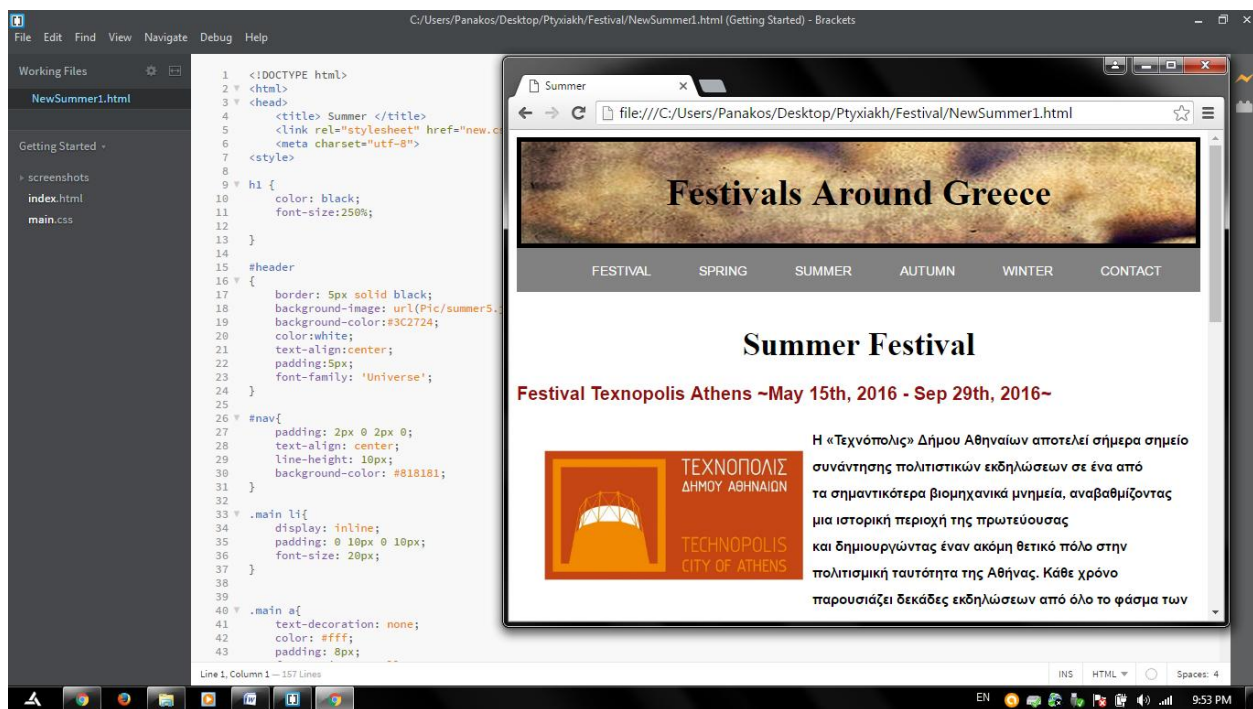 C:/Users/Panakos/Desktop/Ptyxiakh/Festival/NewSummer1.html (Getting Started) - Brackets
File Edit Find View Navigate Debug Help
Working Files
NewSummer1.html
Getting Started
screenshots
index.html
main.css
1 <!DOCTYPE html>
2 <html>
3 <head>
4 <title> Summer </title>
5 <link rel="stylesheet" href="new.cs
6 <meta charset="utf-8">
7 <style>
8
9 h1 {
10 color: black;
11 font-size:250%;
12
13 }
14
15 #header
16 {
17 border: 5px solid black;
18 background-image: url(Pic/summer5.j
19 background-color:#3C2724;
20 color:white;
21 text-align:center;
22 padding:5px;
23 font-family: 'Universe';
24 }
25
26 #nav{
27 padding: 2px 0 2px 0;
28 text-align: center;
29 line-height: 10px;
30 background-color: #818181;
31 }
32
33 .main li{
34 display: inline;
35 padding: 0 10px 0 10px;
36 font-size: 20px;
37 }
38
39
40 .main a{
41 text-decoration: none;
42 color: #fff;
43 padding: 8px;
Line 1, Column 1 — 157 Lines
INS HTML Spaces: 4
Summer
file:///C:/Users/Panakos/Desktop/Ptyxiakh/Festival/NewSummer1.html
Festivals Around Greece
FESTIVAL SPRING SUMMER AUTUMN WINTER CONTACT
Summer Festival
Festival Texnopolis Athens ~May 15th, 2016 - Sep 29th, 2016~
ΤΕΧΝΟΠΟΛΙΣ
ΔΗΜΟΥ ΑΘΗΝΑΙΩΝ
TECHNOPOLIS
CITY OF ATHENS
Η «Τεχνόπολις» Δήμου Αθηναίων αποτελεί σήμερα σημείο
συνάντησης πολιτιστικών εκδηλώσεων σε ένα από
τα σημαντικότερα βιομηχανικά μνημεία, αναβαθμίζοντας
μια ιστορική περιοχή της πρωτεύουσας
και δημιουργώντας έναν ακόμη θετικό πόλο στην
πολιτισμική ταυτότητα της Αθήνας. Κάθε χρόνο
παρουσιάζει δεκάδες εκδηλώσεων από όλο το φάσμα των
EN 9:53 PM